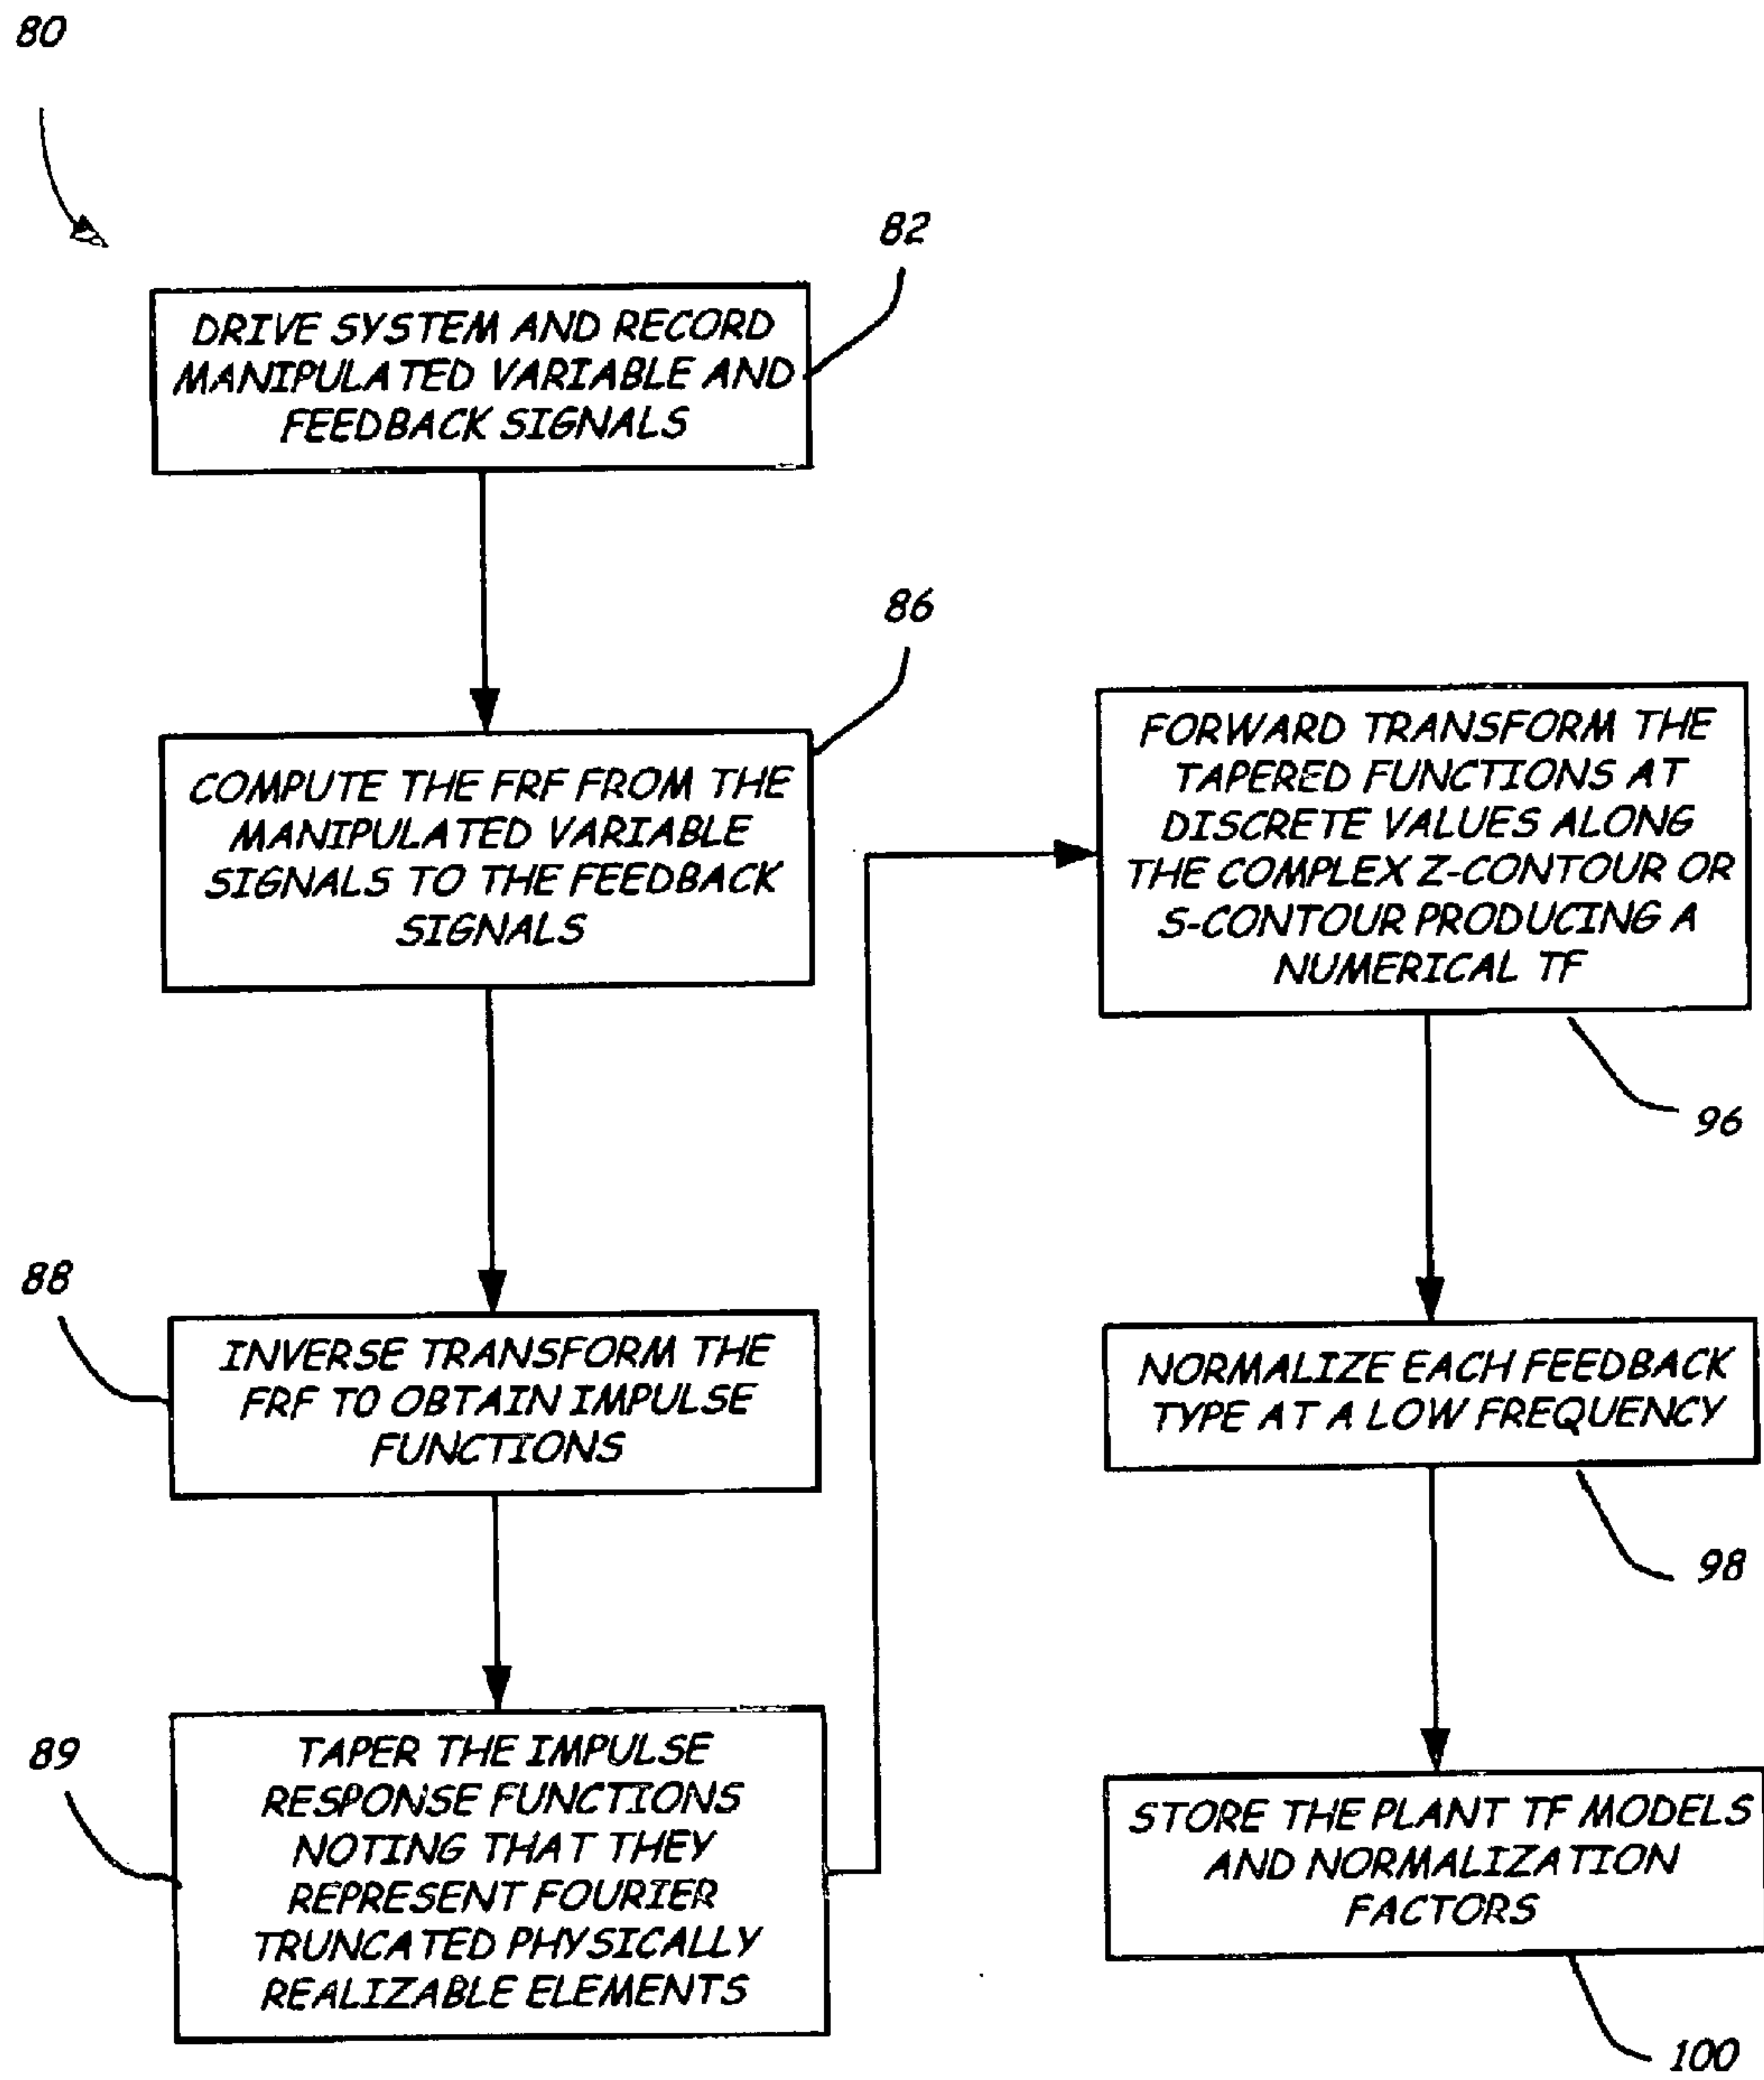 80
82
DRIVE SYSTEM AND RECORD
MANIPULATED VARIABLE AND
FEEDBACK SIGNALS
86
COMPUTE THE FRF FROM THE
MANIPULATED VARIABLE
SIGNALS TO THE FEEDBACK
SIGNALS
88
INVERSE TRANSFORM THE
FRF TO OBTAIN IMPULSE
FUNCTIONS
89
TAPER THE IMPULSE
RESPONSE FUNCTIONS
NOTING THAT THEY
REPRESENT FOURIER
TRUNCATED PHYSICALLY
REALIZABLE ELEMENTS
FORWARD TRANSFORM THE
TAPERED FUNCTIONS AT
DISCRETE VALUES ALONG
THE COMPLEX Z-CONTOUR OR
S-CONTOUR PRODUCING A
NUMERICAL TF
96
NORMALIZE EACH FEEDBACK
TYPE AT A LOW FREQUENCY
98
STORE THE PLANT TF MODELS
AND NORMALIZATION
FACTORS
100